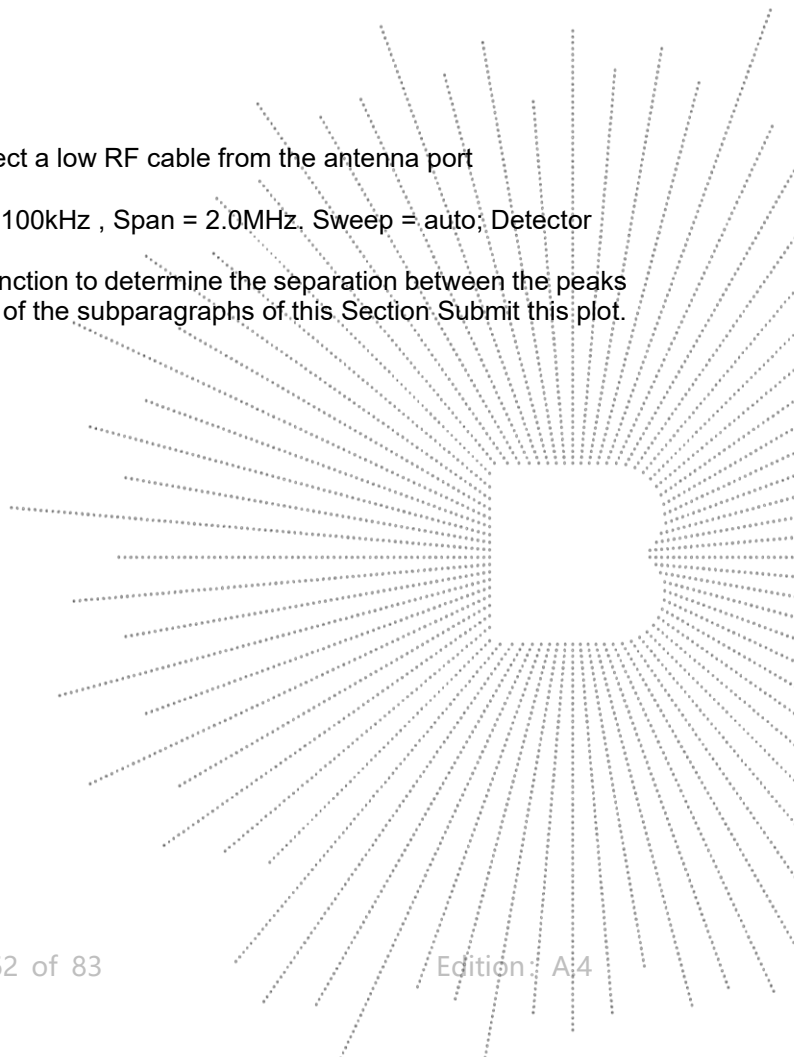 ect a low RF cable from the antenna port
100kHz , Span = 2.0MHz. Sweep = auto; Detector
nction to determine the separation between the peaks
of the subparagraphs of this Section Submit this plot.
62 of 83 Edition: A.4